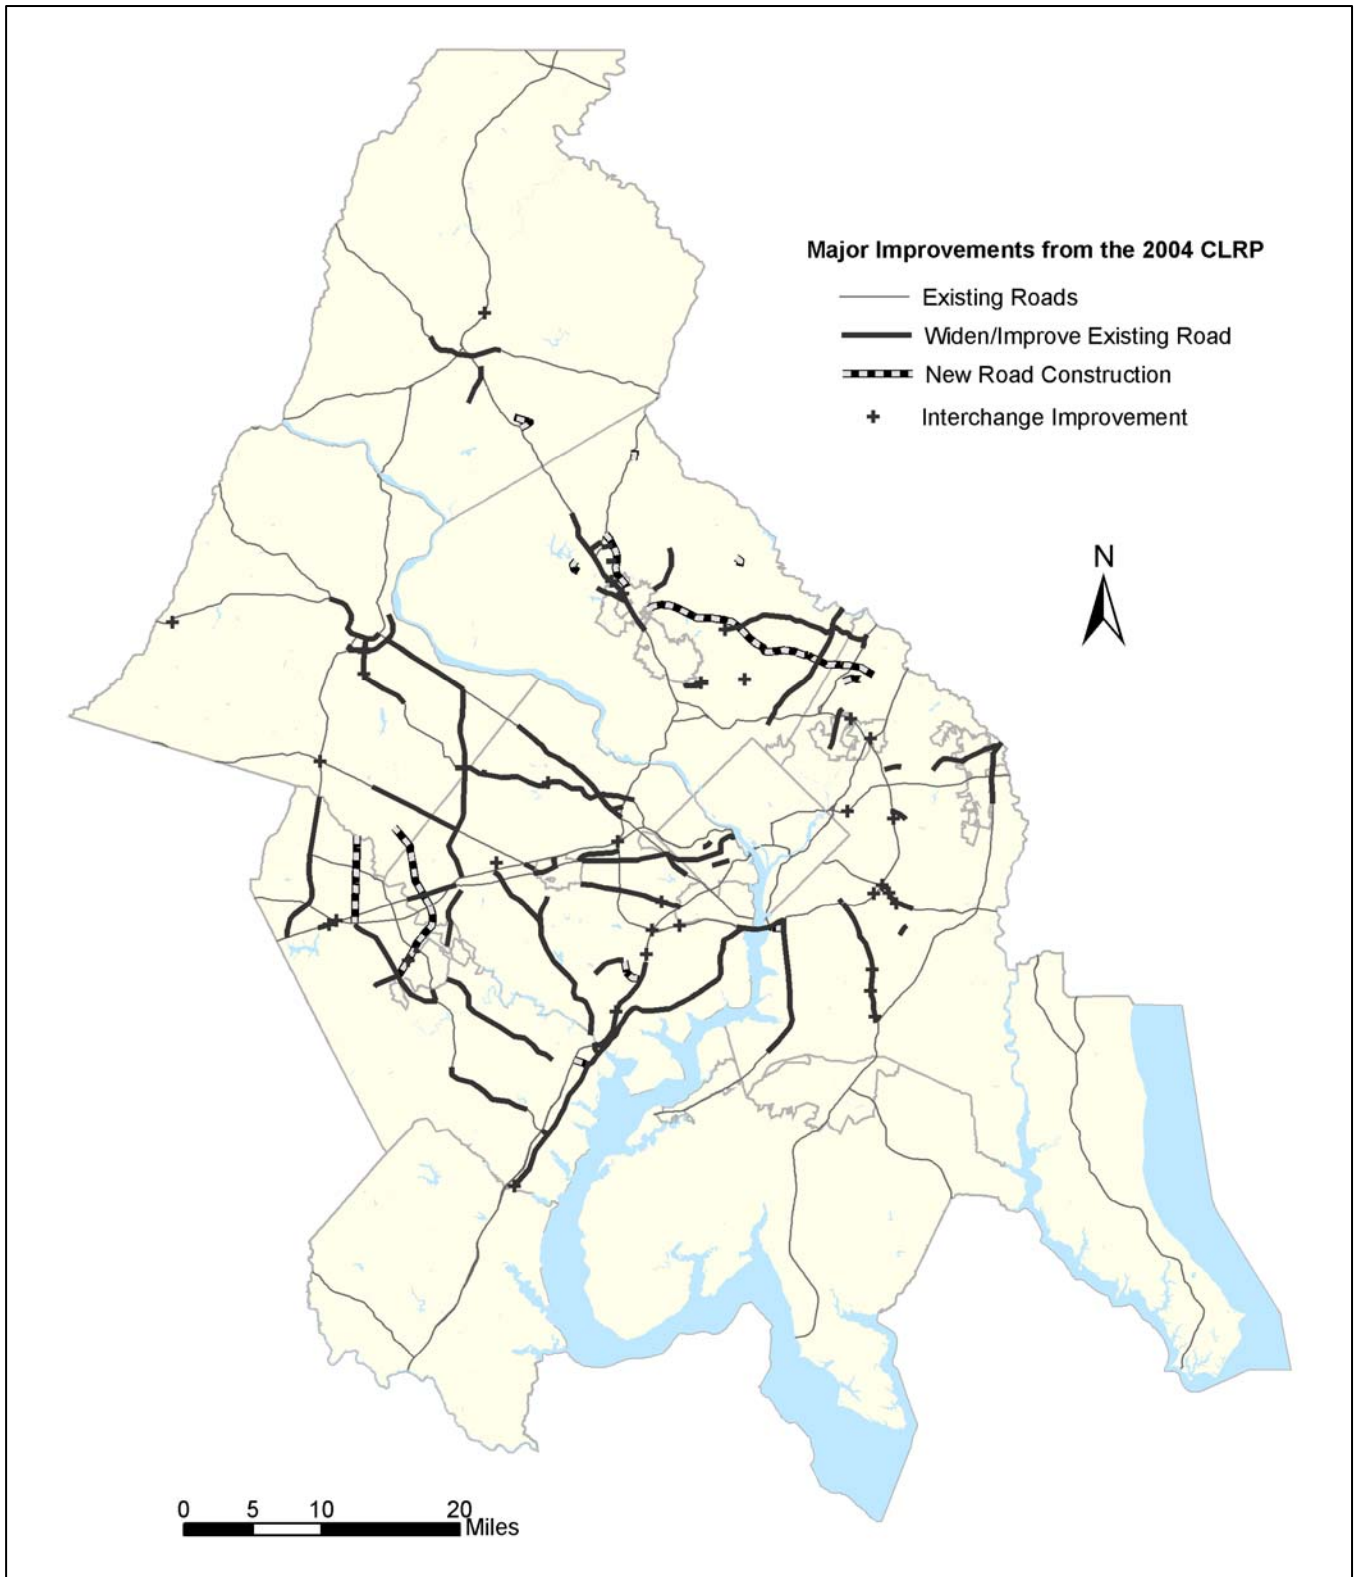 Major Improvements from the 2004 CLRP
Existing Roads
Widen/Improve Existing Road
New Road Construction
Interchange Improvement
N
0 5 10 20
Miles